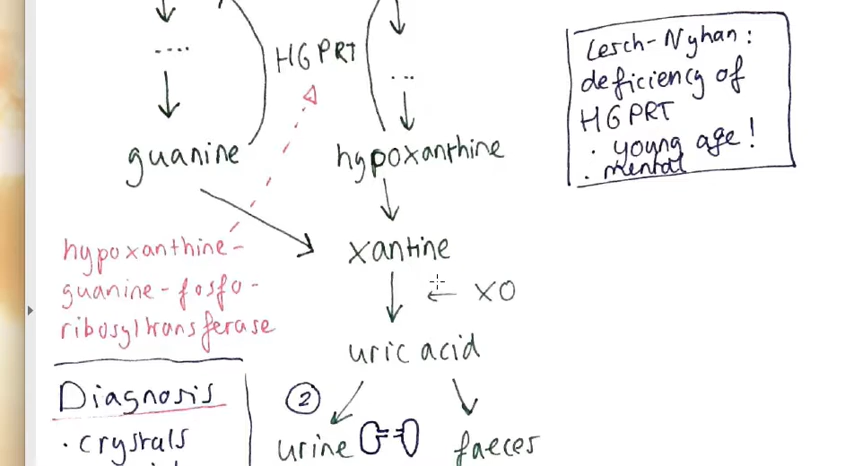 ....
HGPRT
...
guanine
hypoxanthine
Lesch-Nyhan:
deficiency of
HGPRT
· young age!
· mental
xantine
hypoxanthine-
guanine-fosfo-
ribosyltransferase
← XO
uric acid
Diagnosis
· crystals
2
urine
faeces